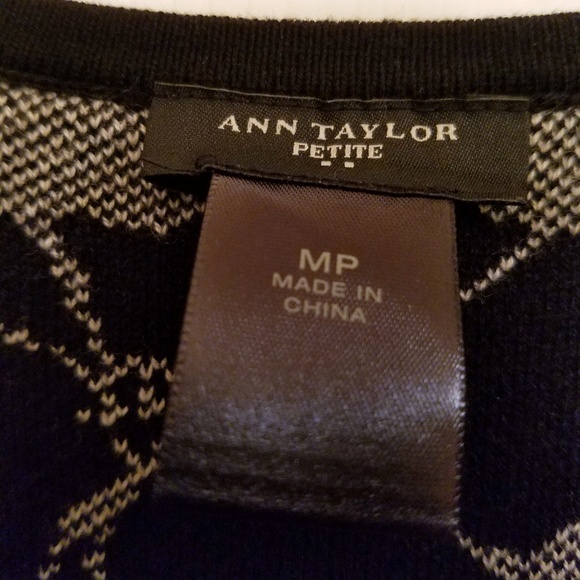 ANN TAYLOR
PETITE
MP
MADE IN
CHINA